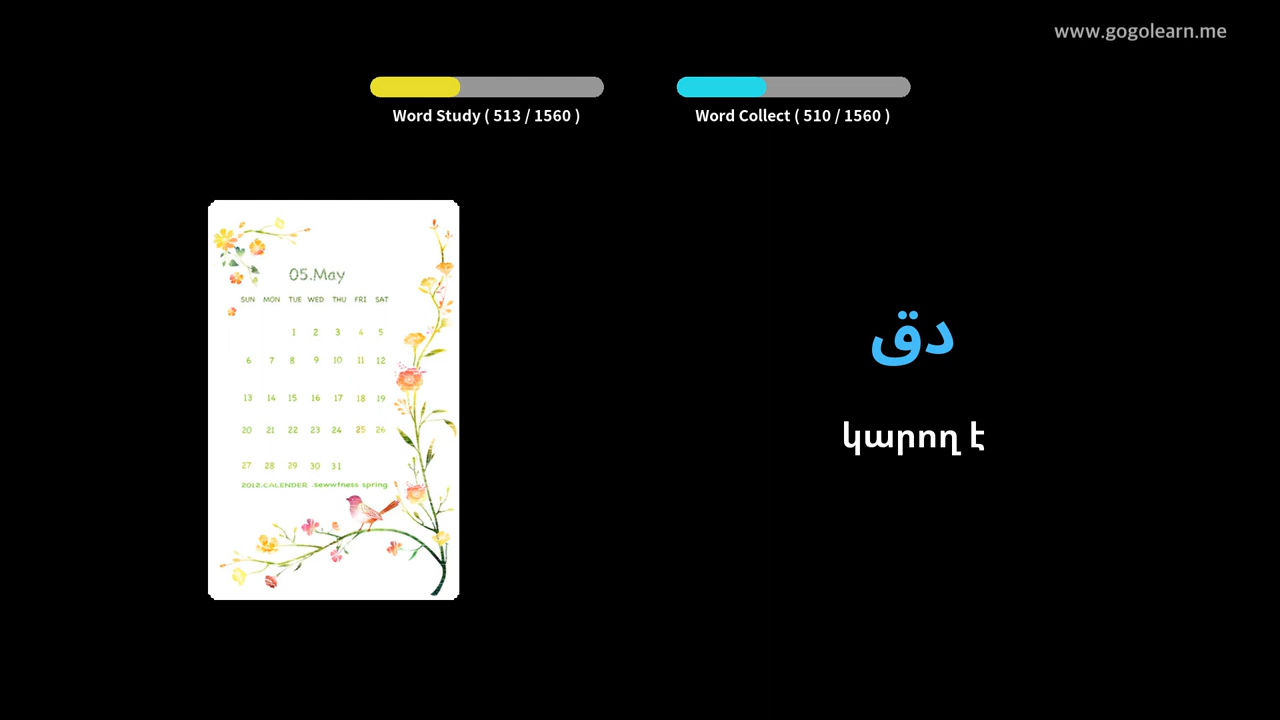 www.gogolearn.me
Word Study ( 513 / 1560 )
Word Collect ( 510 / 1560 )
05.May
SUN MON TUE WED THU FRI SAT
1 2 3 4 5
6 7 8 9 10 11 12
13 14 15 16 17 18 19
20 21 22 23 24 25 26
27 28 29 30 31
2012.CALENDER .sewwtness spring
دق
կարող է